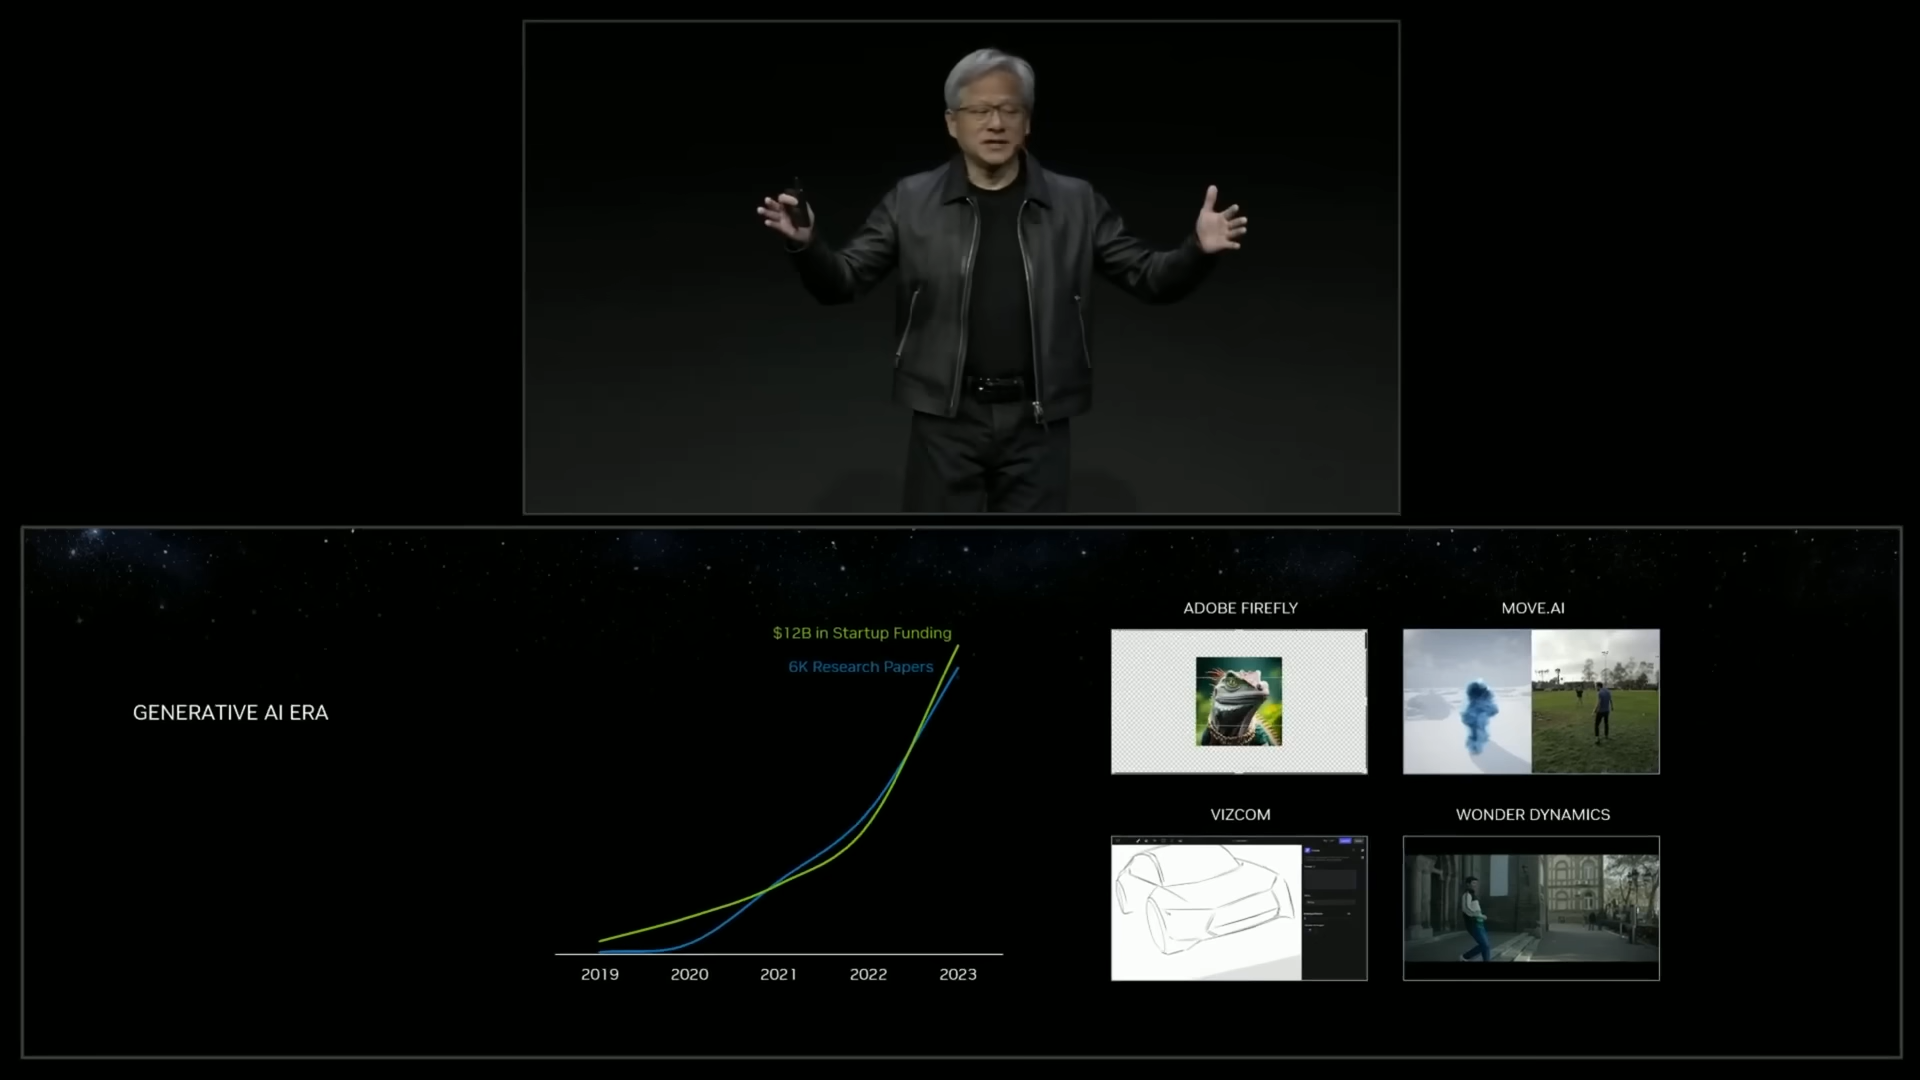 GENERATIVE AI ERA
$12B in Startup Funding
6K Research Papers
2019 2020 2021 2022 2023
ADOBE FIREFLY
MOVE.AI
VIZCOM
WONDER DYNAMICS